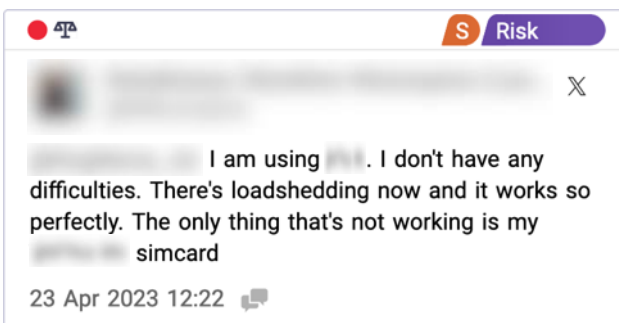 S Risk
I am using . I don't have any
difficulties. There's loadshedding now and it works so
perfectly. The only thing that's not working is my
simcard
23 Apr 2023 12:22